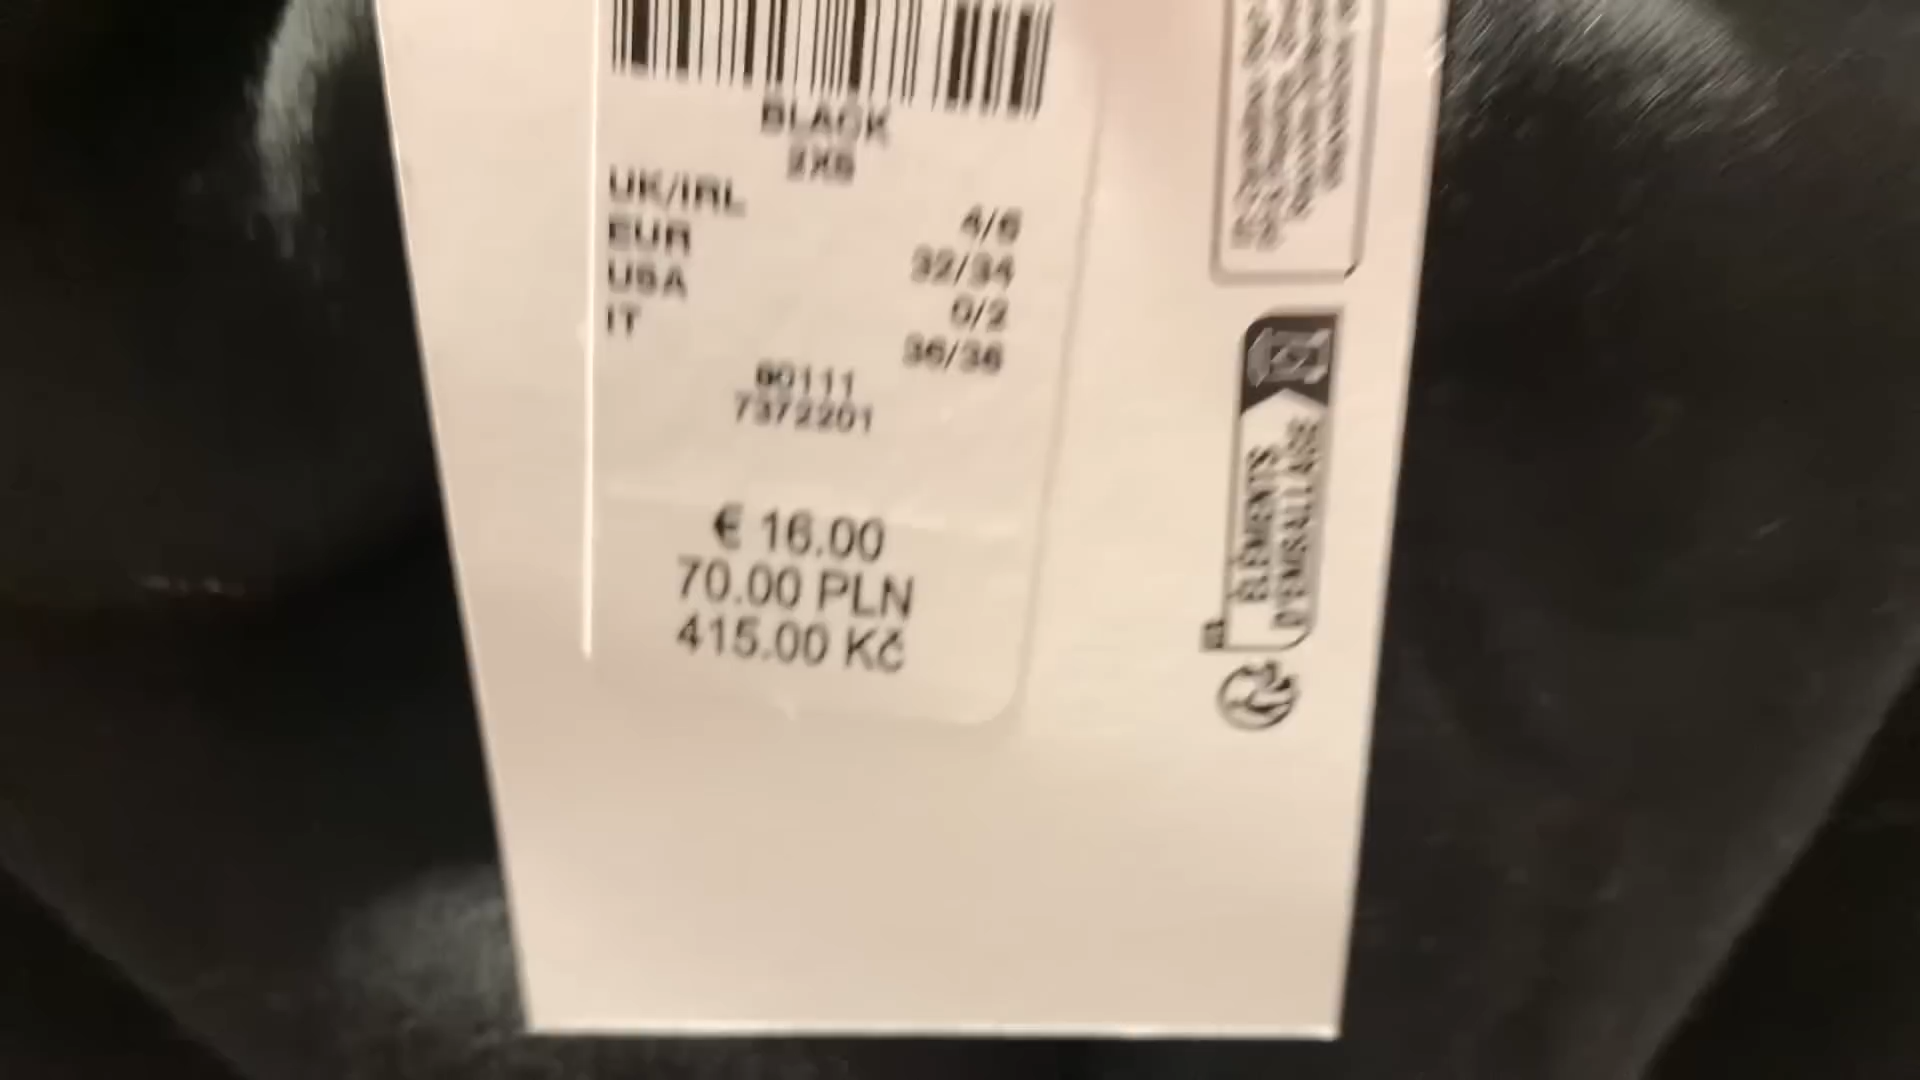 BLACK
2XS
UK/IRL 4/6
EUR 32/34
USA 0/2
IT 36/38
7372201
€ 16.00
70.00 PLN
415.00 Kč
ÉLÉMENTS
D'EMBALLAGE